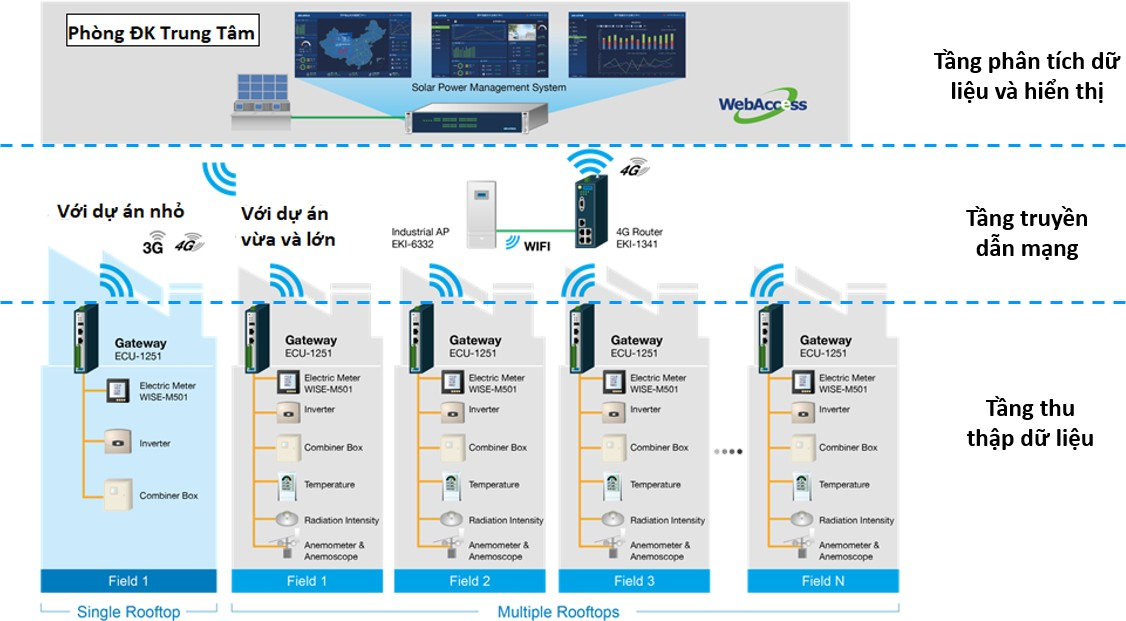 Phòng ĐK Trung Tâm
Solar Power Management System
WebAccess
Tầng phân tích dữ
liệu và hiển thị
Với dự án nhỏ
3G 4G
Với dự án
vừa và lớn
Industrial AP
EKI-6332
WIFI
4G
4G Router
EKI-1341
Tầng truyền
dẫn mạng
Gateway
ECU-1251
Electric Meter
WISE-M501
Inverter
Combiner Box
Field 1
Single Rooftop
Gateway
ECU-1251
Electric Meter
WISE-M501
Inverter
Combiner Box
Temperature
Radiation Intensity
Anemometer &
Anemoscope
Field 1
Gateway
ECU-1251
Electric Meter
WISE-M501
Inverter
Combiner Box
Temperature
Radiation Intensity
Anemometer &
Anemoscope
Field 2
Gateway
ECU-1251
Electric Meter
WISE-M501
Inverter
Combiner Box
Temperature
Radiation Intensity
Anemometer &
Anemoscope
Field 3
Gateway
ECU-1251
Electric Meter
WISE-M501
Inverter
Combiner Box
Temperature
Radiation Intensity
Anemometer &
Anemoscope
Field N
Multiple Rooftops
Tầng thu
thập dữ liệu